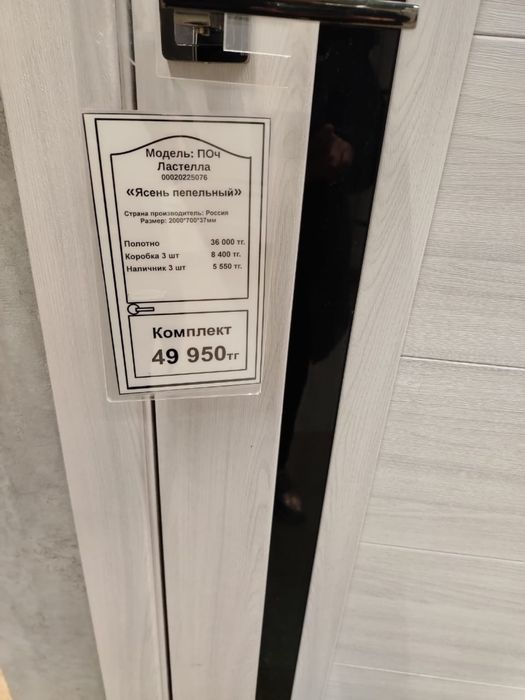 Модель: ПОч
Ластелла
00020225076
«Ясень пепельный»
Страна производитель: Россия
Размер: 2000*700*37мм
Полотно 36 000 тг.
Коробка 3 шт 8 400 тг.
Наличник 3 шт 5 550 тг.
Комплект
49 950тг